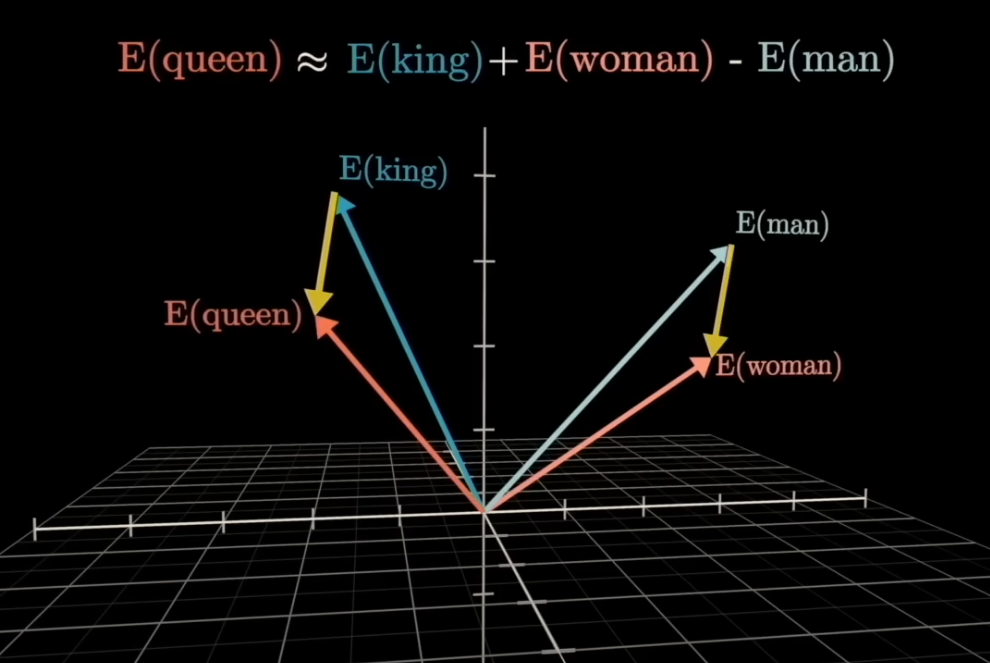 E(queen) ≈ E(king)+E(woman) - E(man)
E(king)
E(man)
E(queen)
E(woman)